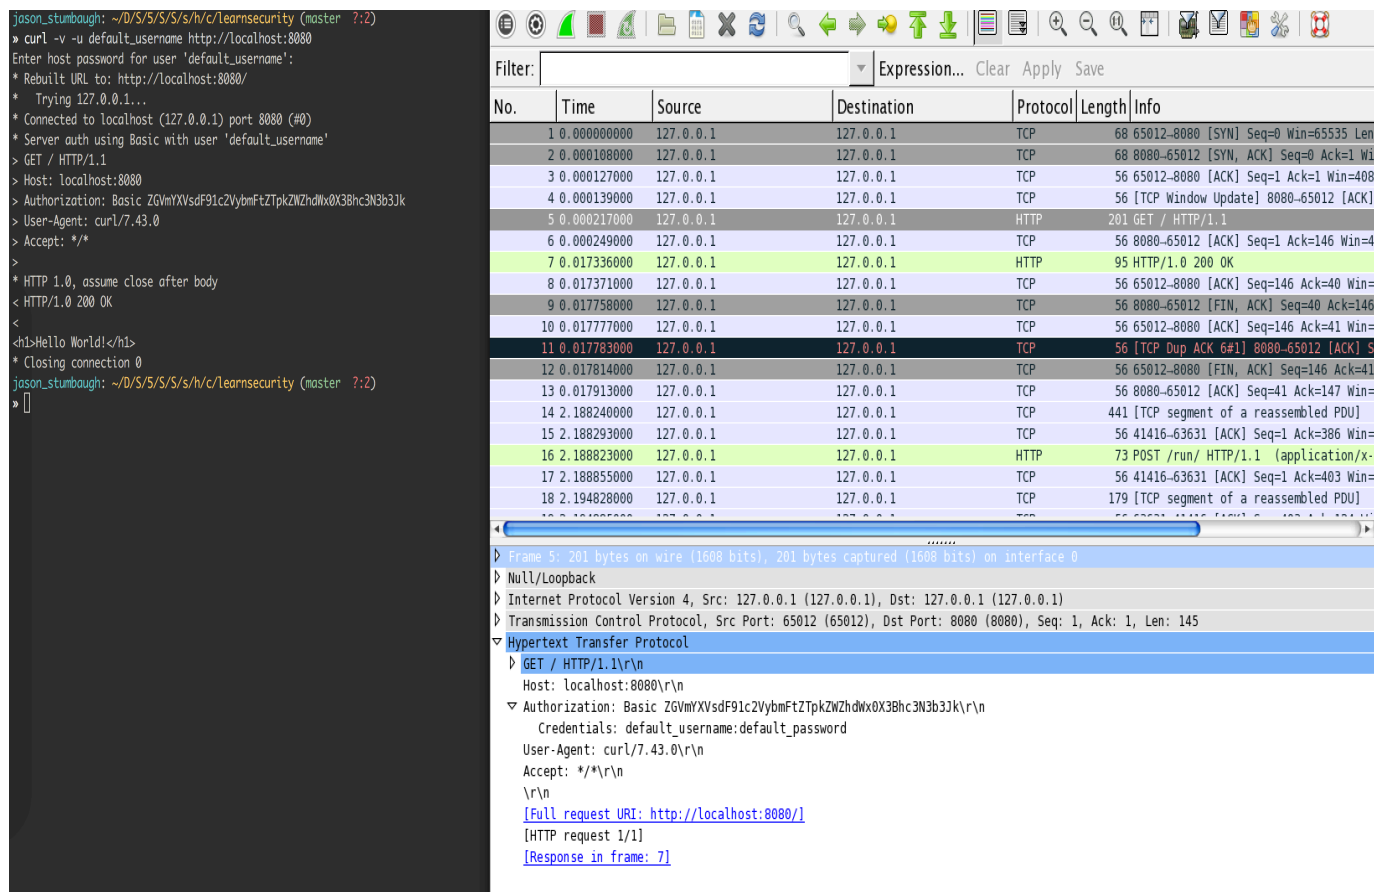 jason_stumbaugh: ~/D/S/5/S/S/s/h/c/learnsecurity (master  ?:2)
» curl -v -u default_username http://localhost:8080
Enter host password for user 'default_username':
* Rebuilt URL to: http://localhost:8080/
*   Trying 127.0.0.1...
* Connected to localhost (127.0.0.1) port 8080 (#0)
* Server auth using Basic with user 'default_username'
> GET / HTTP/1.1
> Host: localhost:8080
> Authorization: Basic ZGVmYXVsdF91c2VybmFtZTpkZWZhdWx0X3Bhc3N3b3Jk
> User-Agent: curl/7.43.0
> Accept: */*
>
* HTTP 1.0, assume close after body
< HTTP/1.0 200 OK
<
<h1>Hello World!</h1>
* Closing connection 0
jason_stumbaugh: ~/D/S/5/S/S/s/h/c/learnsecurity (master  ?:2)
»
Filter: Expression... Clear Apply Save
No. Time Source Destination Protocol Length Info
1 0.000000000 127.0.0.1 127.0.0.1 TCP 68 65012→8080 [SYN] Seq=0 Win=65535 Len
2 0.000108000 127.0.0.1 127.0.0.1 TCP 68 8080→65012 [SYN, ACK] Seq=0 Ack=1 Wi
3 0.000127000 127.0.0.1 127.0.0.1 TCP 56 65012→8080 [ACK] Seq=1 Ack=1 Win=408
4 0.000139000 127.0.0.1 127.0.0.1 TCP 56 [TCP Window Update] 8080→65012 [ACK]
5 0.000217000 127.0.0.1 127.0.0.1 HTTP 201 GET / HTTP/1.1
6 0.000249000 127.0.0.1 127.0.0.1 TCP 56 8080→65012 [ACK] Seq=1 Ack=146 Win=4
7 0.017336000 127.0.0.1 127.0.0.1 HTTP 95 HTTP/1.0 200 OK
8 0.017371000 127.0.0.1 127.0.0.1 TCP 56 65012→8080 [ACK] Seq=146 Ack=40 Win=
9 0.017758000 127.0.0.1 127.0.0.1 TCP 56 8080→65012 [FIN, ACK] Seq=40 Ack=146
10 0.017777000 127.0.0.1 127.0.0.1 TCP 56 65012→8080 [ACK] Seq=146 Ack=41 Win=
11 0.017783000 127.0.0.1 127.0.0.1 TCP 56 [TCP Dup ACK 6#1] 8080→65012 [ACK] S
12 0.017814000 127.0.0.1 127.0.0.1 TCP 56 65012→8080 [FIN, ACK] Seq=146 Ack=41
13 0.017913000 127.0.0.1 127.0.0.1 TCP 56 8080→65012 [ACK] Seq=41 Ack=147 Win=
14 2.188240000 127.0.0.1 127.0.0.1 TCP 441 [TCP segment of a reassembled PDU]
15 2.188293000 127.0.0.1 127.0.0.1 TCP 56 41416→63631 [ACK] Seq=1 Ack=386 Win=
16 2.188823000 127.0.0.1 127.0.0.1 HTTP 73 POST /run/ HTTP/1.1  (application/x-
17 2.188855000 127.0.0.1 127.0.0.1 TCP 56 41416→63631 [ACK] Seq=1 Ack=403 Win=
18 2.194828000 127.0.0.1 127.0.0.1 TCP 179 [TCP segment of a reassembled PDU]
Frame 5: 201 bytes on wire (1608 bits), 201 bytes captured (1608 bits) on interface 0
Null/Loopback
Internet Protocol Version 4, Src: 127.0.0.1 (127.0.0.1), Dst: 127.0.0.1 (127.0.0.1)
Transmission Control Protocol, Src Port: 65012 (65012), Dst Port: 8080 (8080), Seq: 1, Ack: 1, Len: 145
Hypertext Transfer Protocol
GET / HTTP/1.1\r\n
Host: localhost:8080\r\n
Authorization: Basic ZGVmYXVsdF91c2VybmFtZTpkZWZhdWx0X3Bhc3N3b3Jk\r\n
Credentials: default_username:default_password
User-Agent: curl/7.43.0\r\n
Accept: */*\r\n
\r\n
[Full request URI: http://localhost:8080/]
[HTTP request 1/1]
[Response in frame: 7]